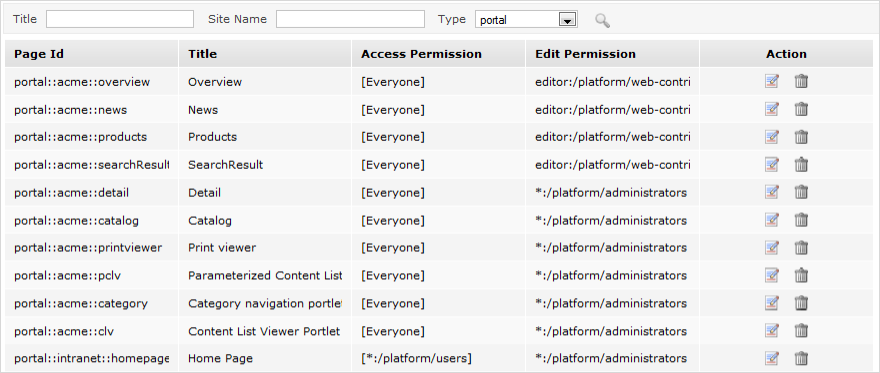 Title Site Name Type portal
Page Id Title Access Permission Edit Permission Action
portal::acme::overview Overview [Everyone] editor:/platform/web-contri
portal::acme::news News [Everyone] editor:/platform/web-contri
portal::acme::products Products [Everyone] editor:/platform/web-contri
portal::acme::searchResult SearchResult [Everyone] editor:/platform/web-contri
portal::acme::detail Detail [Everyone] *:/platform/administrators
portal::acme::catalog Catalog [Everyone] *:/platform/administrators
portal::acme::printviewer Print viewer [Everyone] *:/platform/administrators
portal::acme::pclv Parameterized Content List [Everyone] *:/platform/administrators
portal::acme::category Category navigation portlet [Everyone] *:/platform/administrators
portal::acme::clv Content List Viewer Portlet [Everyone] *:/platform/administrators
portal::intranet::homepage Home Page [*:/platform/users] *:/platform/administrators